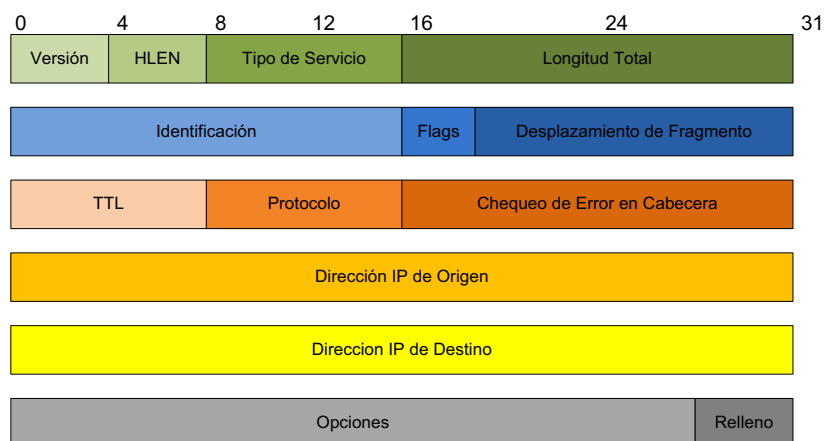 0 4 8 12 16 24 31
Versión HLEN Tipo de Servicio Longitud Total
Identificación Flags Desplazamiento de Fragmento
TTL Protocolo Chequeo de Error en Cabecera
Dirección IP de Origen
Direccion IP de Destino
Opciones Relleno